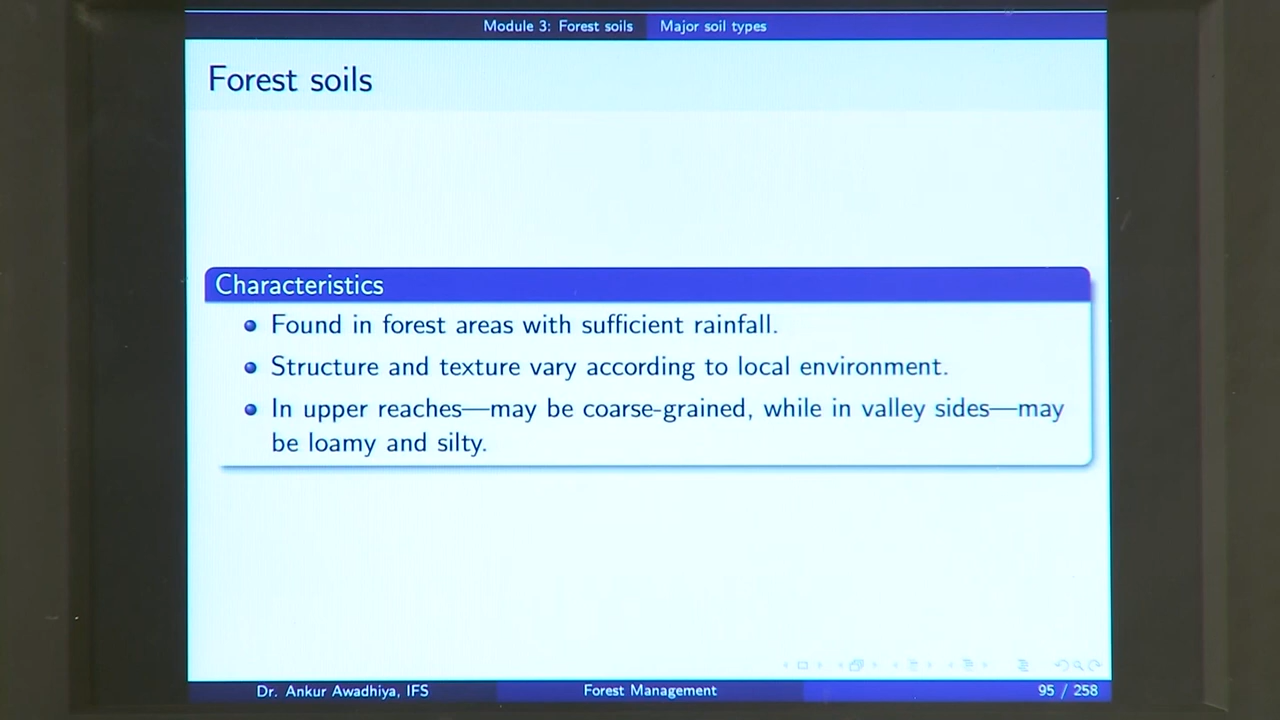 Module 3: Forest soils Major soil types
Forest soils
Characteristics
Found in forest areas with sufficient rainfall.
Structure and texture vary according to local environment.
In upper reaches—may be coarse-grained, while in valley sides—may
be loamy and silty.
Dr. Ankur Awadhiya, IFS Forest Management 95 / 258